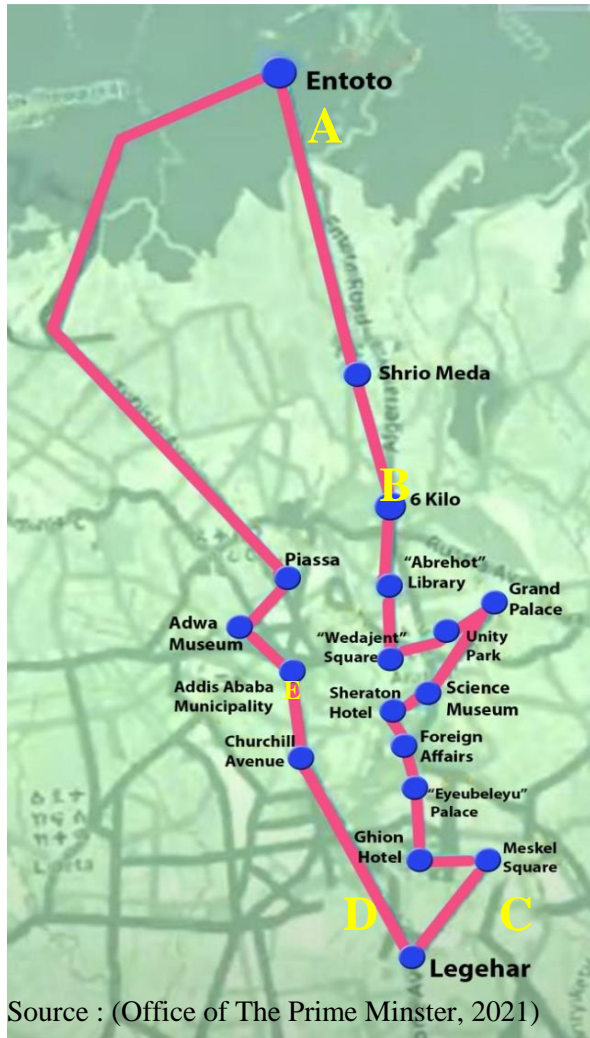 Entoto
A
Shrio Meda
B
6 Kilo
"Abrehot"
Library
Piassa
Grand
Palace
Adwa
Museum
"Wedajent"
Square
Unity
Park
Addis Ababa
Municipality
E
Sheraton
Hotel
Science
Museum
Churchill
Avenue
Foreign
Affairs
"Eyeubeleyu"
Palace
Ghion
Hotel
Meskel
Square
D
C
Legehar
Source : (Office of The Prime Minster, 2021)